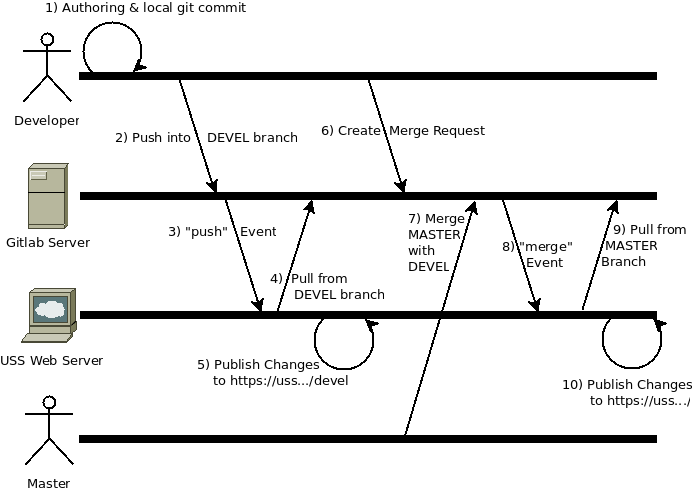 1) Authoring & local git commit
Developer
2) Push into DEVEL branch
6) Create Merge Request
Gitlab Server
3) "push" Event
4) Pull from
DEVEL branch
7) Merge
MASTER
with
DEVEL
8) "merge"
Event
9) Pull from
MASTER
Branch
USS Web Server
5) Publish Changes
to https://uss.../devel
10) Publish Changes
to https://uss.../
Master